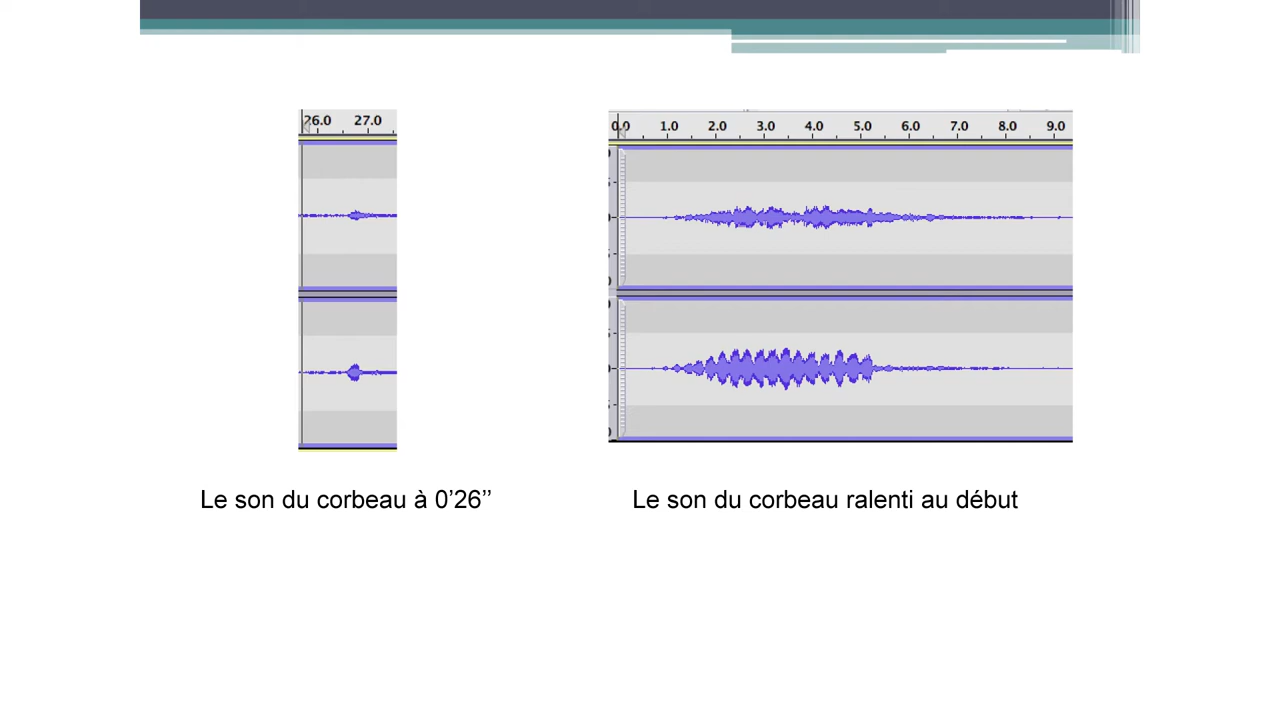 26.0 27.0
0.0 1.0 2.0 3.0 4.0 5.0 6.0 7.0 8.0 9.0
Le son du corbeau à 0’26’’
Le son du corbeau ralenti au début